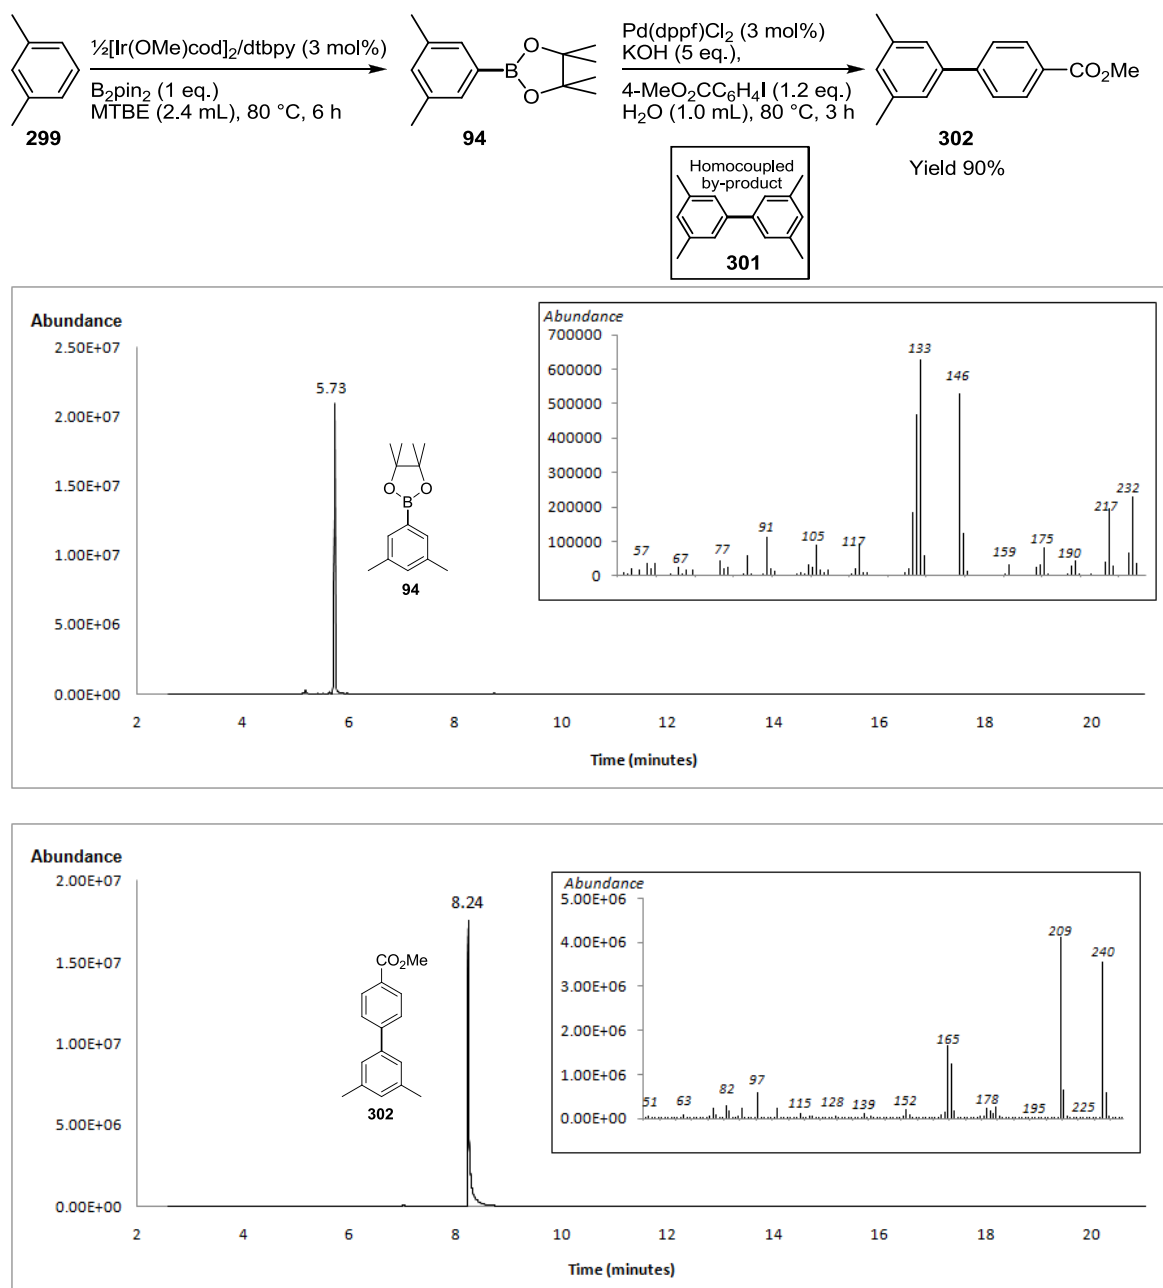 ½[Ir(OMe)cod]₂/dtbpy (3 mol%)
B₂pin₂ (1 eq.)
MTBE (2.4 mL), 80 °C, 6 h
299
B
O
O
94
Pd(dppf)Cl₂ (3 mol%)
KOH (5 eq.),
4-MeO₂CC₆H₄I (1.2 eq.)
H₂O (1.0 mL), 80 °C, 3 h
CO₂Me
302
Yield 90%
Homocoupled
by-product
301
Abundance
2.50E+07
2.00E+07
1.50E+07
1.00E+07
5.00E+06
0.00E+00
2 4 6 8 10 12 14 16 18 20
Time (minutes)
5.73
O O
B
94
Abundance
700000
600000
500000
400000
300000
200000
100000
0
57 67 77 91 105 117 133 146 159 175 190 217 232
Abundance
2.00E+07
1.50E+07
1.00E+07
5.00E+06
0.00E+00
2 4 6 8 10 12 14 16 18 20
Time (minutes)
8.24
CO₂Me
302
Abundance
5.00E+06
4.00E+06
3.00E+06
2.00E+06
1.00E+06
0.00E+00
51 63 82 97 115 128 139 152 165 178 195 209 225 240